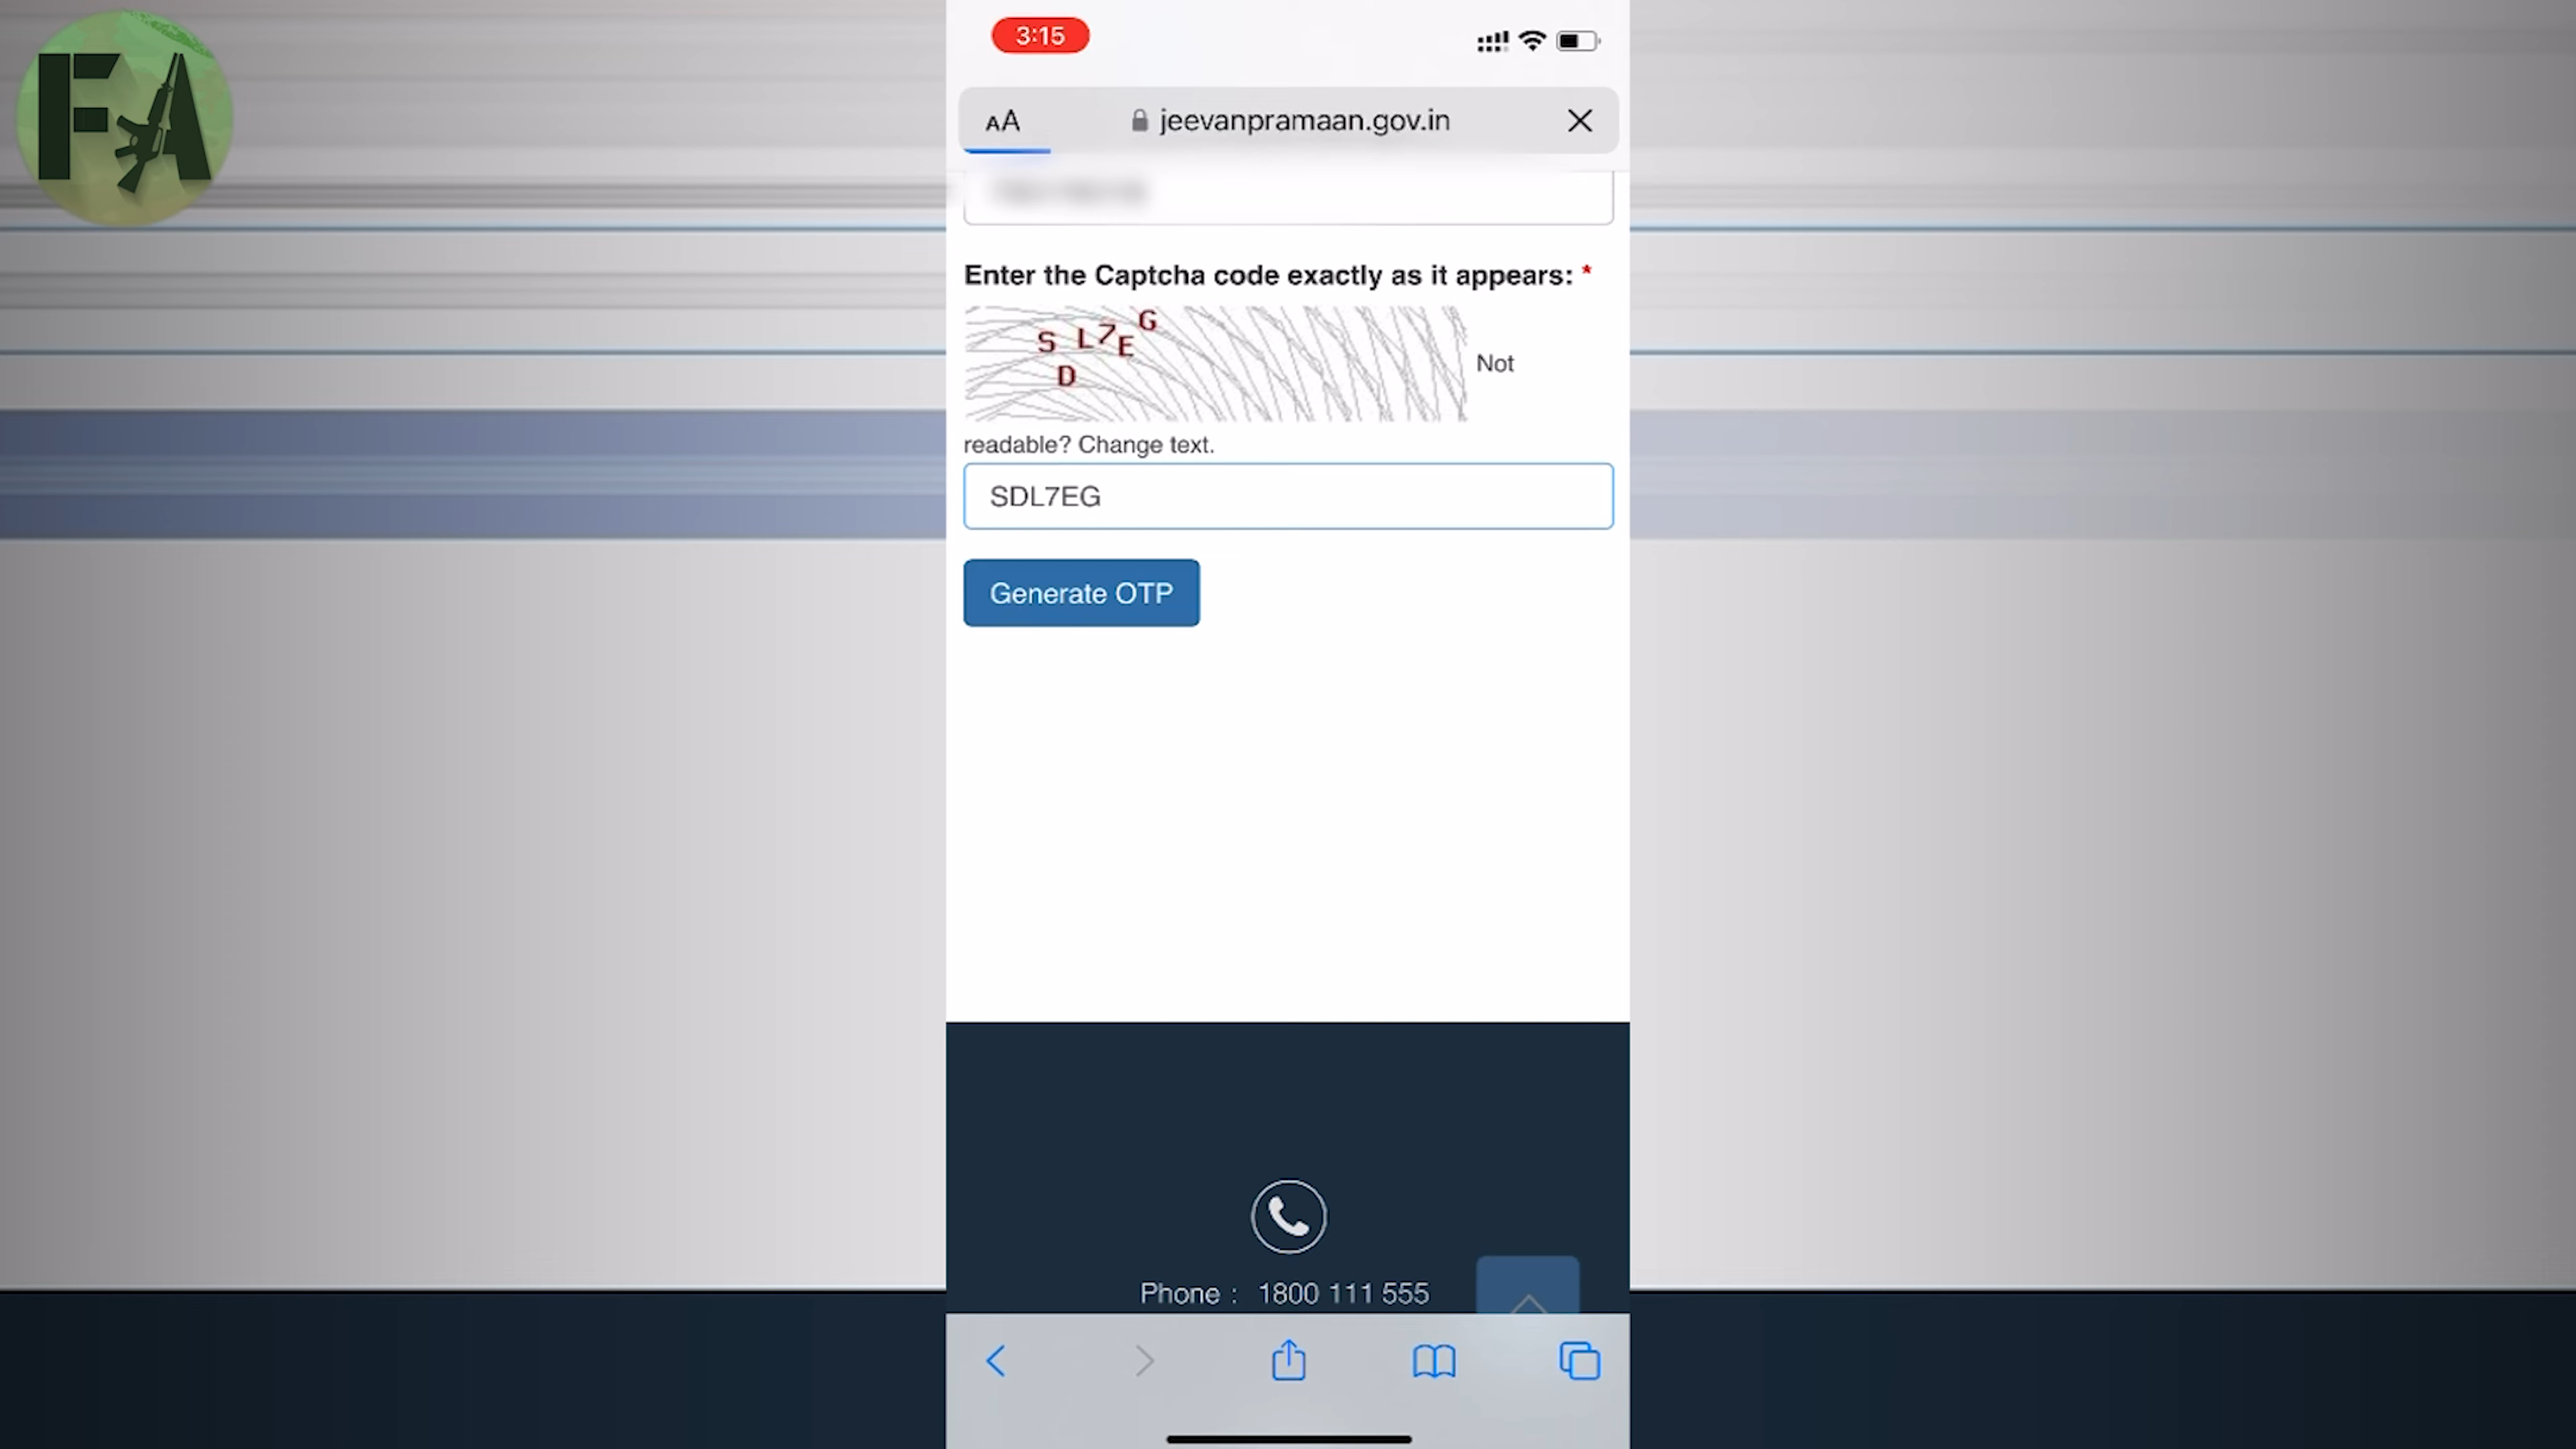 FA
3:15
AA jeevanpramaan.gov.in
Enter the Captcha code exactly as it appears: *
S D L 7 E G
Not
readable? Change text.
SDL7EG
Generate OTP
Phone : 1800 111 555